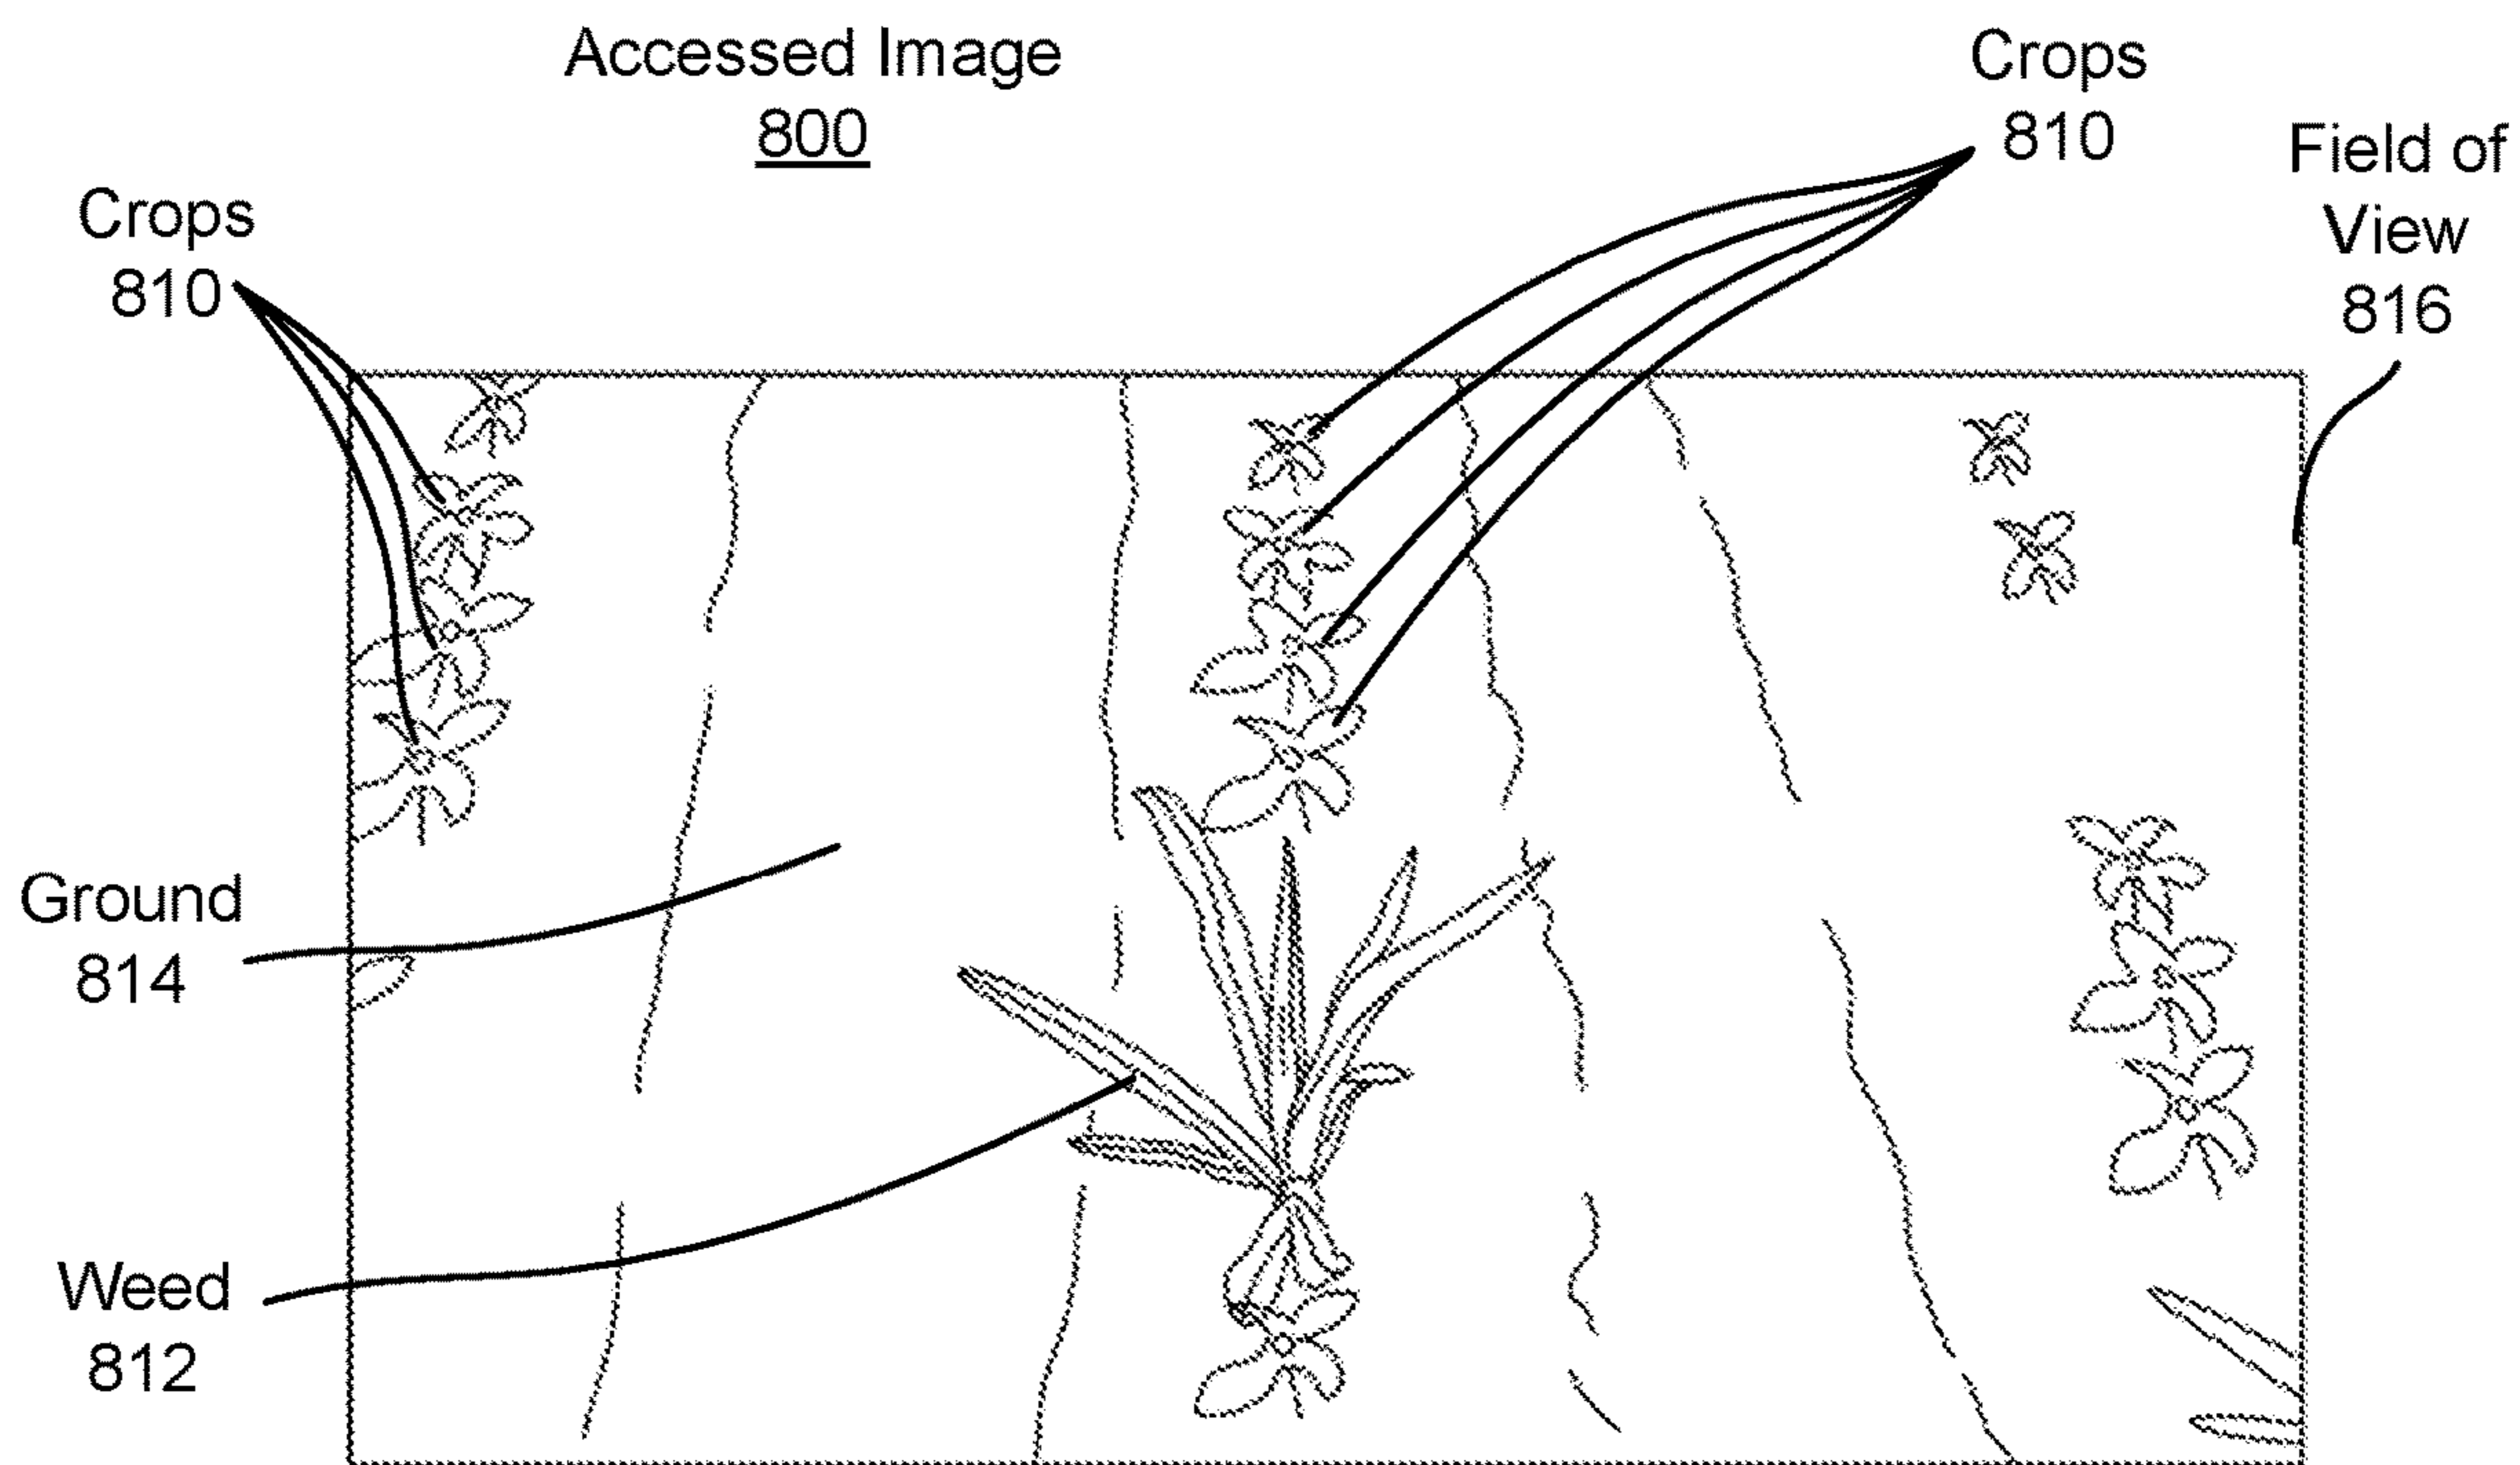 Accessed Image
800
Crops
810
Crops
810
Field of
View
816
Ground
814
Weed
812